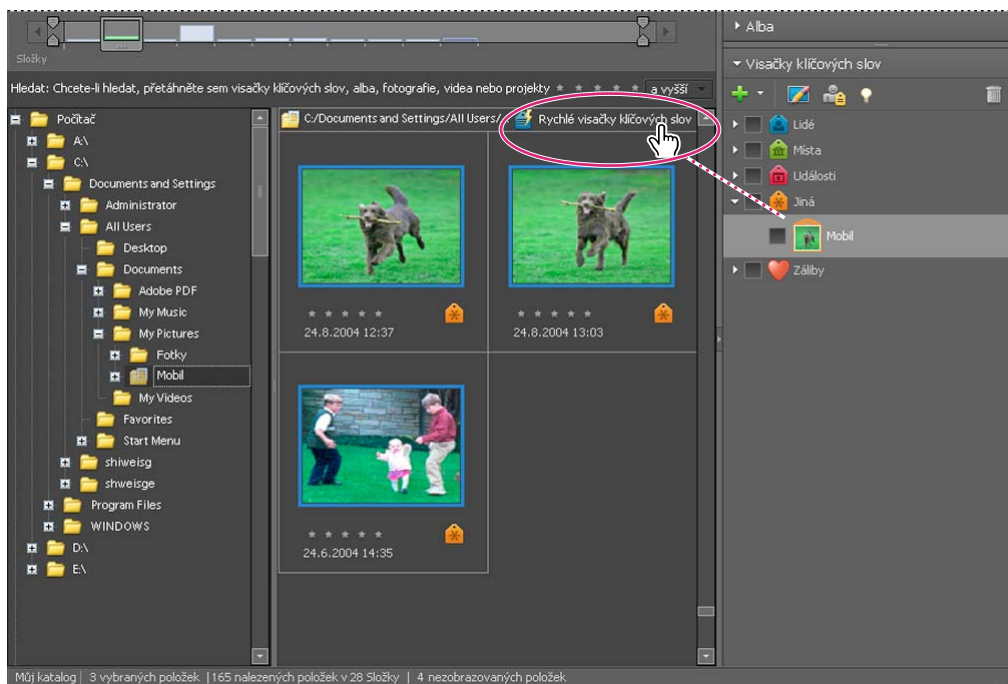 Složky
Hledat: Chcete-li hledat, přetáhněte sem visačky klíčových slov, alba, fotografie, videa nebo projekty
a vyšší
Počítač
A:\
C:\
Documents and Settings
Administrator
All Users
Desktop
Documents
Adobe PDF
My Music
My Pictures
Fotky
Mobil
My Videos
Favorites
Start Menu
shiweisg
shweisge
Program Files
WINDOWS
D:\
E:\
C:/Documents and Settings/All Users/
Rychlé visačky klíčových slov
24.8.2004 12:37
24.8.2004 13:03
24.6.2004 14:35
Alba
Visačky klíčových slov
Lidé
Místa
Události
Jiná
Mobil
Záliby
Můj katalog | 3 vybraných položek | 165 nalezených položek v 28 Složky | 4 nezobrazovaných položek